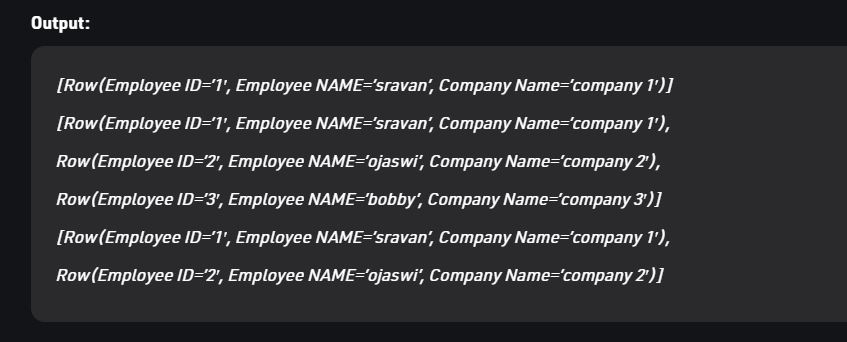 Output:
[Row(Employee ID=’1′, Employee NAME=’sravan’, Company Name=’company 1′)]
[Row(Employee ID=’1′, Employee NAME=’sravan’, Company Name=’company 1′),
Row(Employee ID=’2′, Employee NAME=’ojaswi’, Company Name=’company 2′),
Row(Employee ID=’3′, Employee NAME=’bobby’, Company Name=’company 3′)]
[Row(Employee ID=’1′, Employee NAME=’sravan’, Company Name=’company 1′),
Row(Employee ID=’2′, Employee NAME=’ojaswi’, Company Name=’company 2′)]